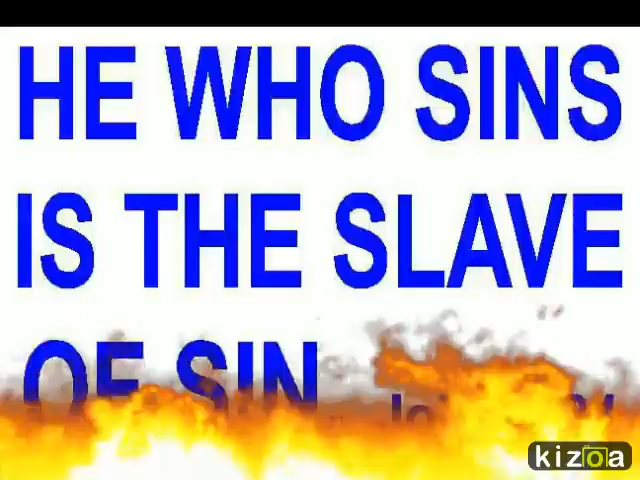 HE WHO SINS
IS THE SLAVE
OF SIN
kizoa